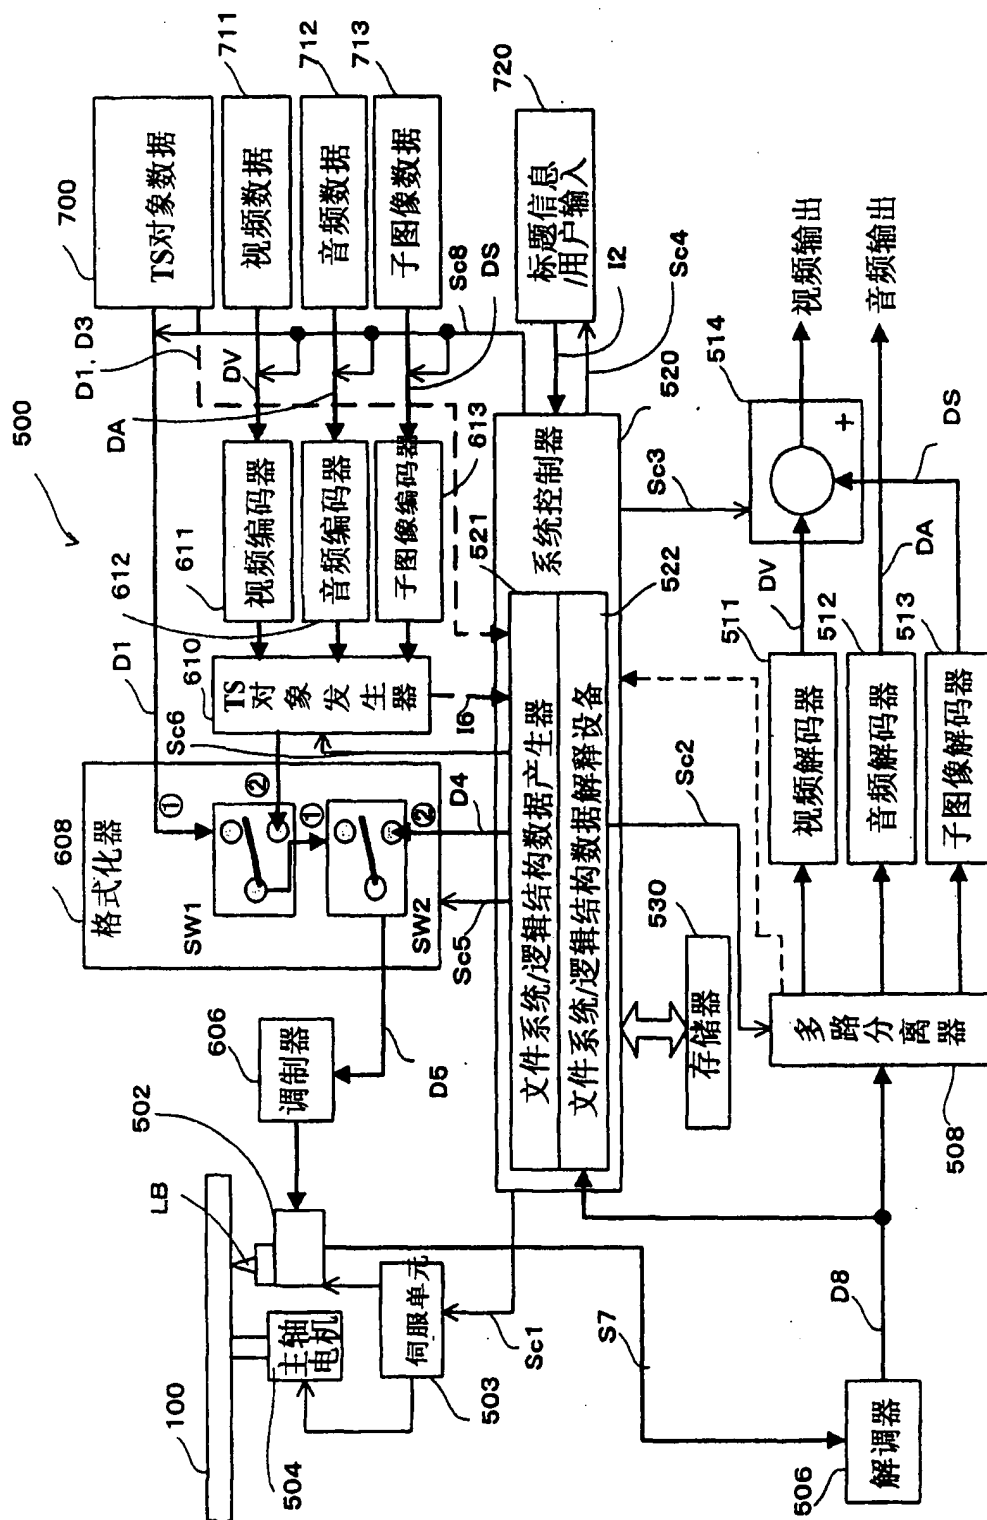 500
700
TS对象数据
711
视频数据
712
音频数据
713
子图像数据
720
标题信息
/用户输入
D1, D3
DV
DA
DS
Sc8
I2
Sc4
D1
612
611
视频编码器
音频编码器
子图像编码器
613
610
TS
对象发生器
Sc6
I6
608
格式化器
①
②
①
②
SW1
SW2
D4
Sc5
D5
606
调制器
502
LB
100
504
主轴
电机
伺服单元
503
Sc1
S7
506
解调器
D8
520
系统控制器
521
文件系统/逻辑结构数据产生器
522
文件系统/逻辑结构数据解释设备
530
存储器
Sc2
Sc3
508
多路分离器
511
视频解码器
512
音频解码器
513
子图像解码器
DV
DA
DS
514
+
视频输出
音频输出